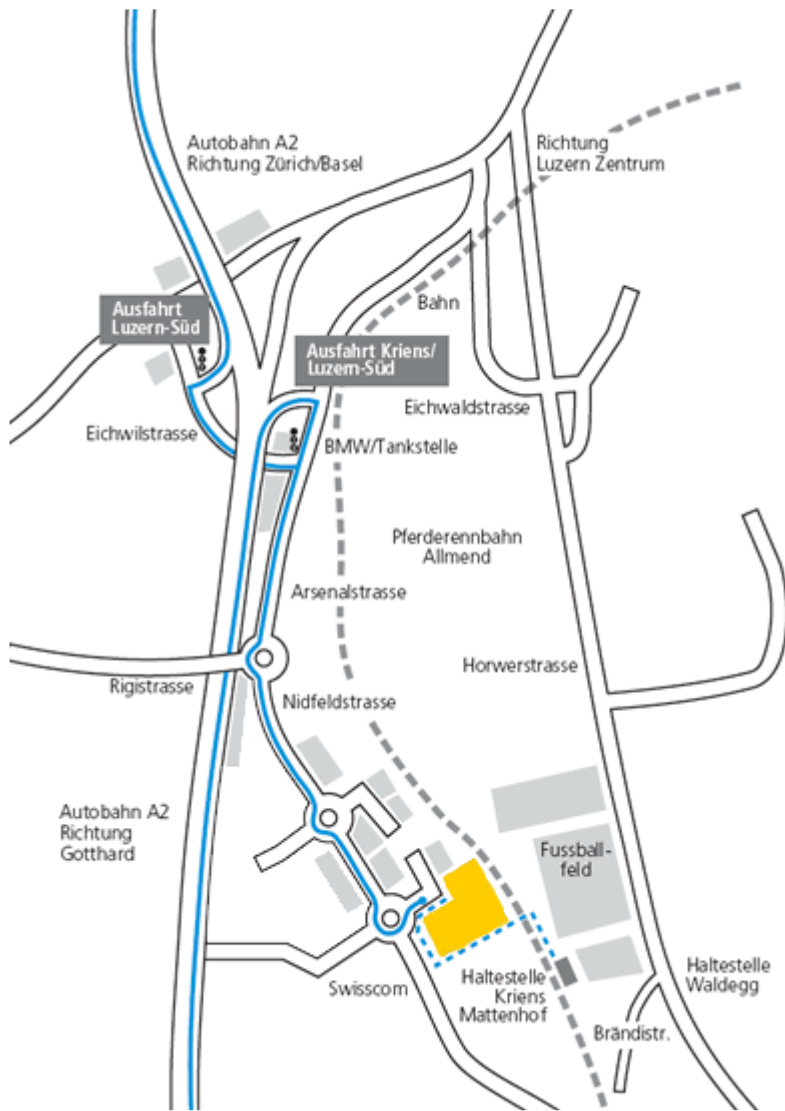 Autobahn A2
Richtung Zürich/Basel
Richtung
Luzern Zentrum
Ausfahrt
Luzern-Süd
Bahn
Ausfahrt Kriens/
Luzern-Süd
Eichwaldstrasse
Eichwilstrasse
BMW/Tankstelle
Pferderennbahn
Allmend
Arsenalstrasse
Horwerstrasse
Rigistrasse
Nidfeldstrasse
Autobahn A2
Richtung
Gotthard
Fussball-
feld
Swisscom
Haltestelle
Kriens
Mattenhof
Haltestelle
Waldegg
Brändistr.